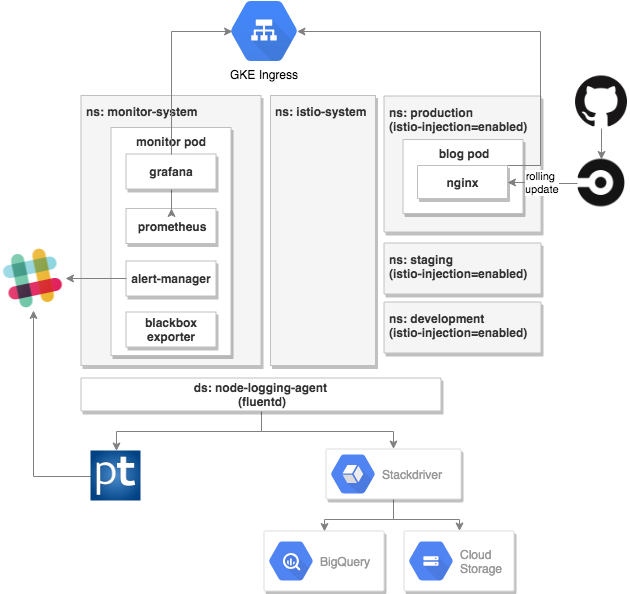 GKE Ingress
ns: monitor-system
monitor pod
grafana
prometheus
alert-manager
blackbox
exporter
ns: istio-system
ns: production
(istio-injection=enabled)
blog pod
nginx
rolling
update
ns: staging
(istio-injection=enabled)
ns: development
(istio-injection=enabled)
ds: node-logging-agent
(fluentd)
pt
Stackdriver
BigQuery
Cloud
Storage